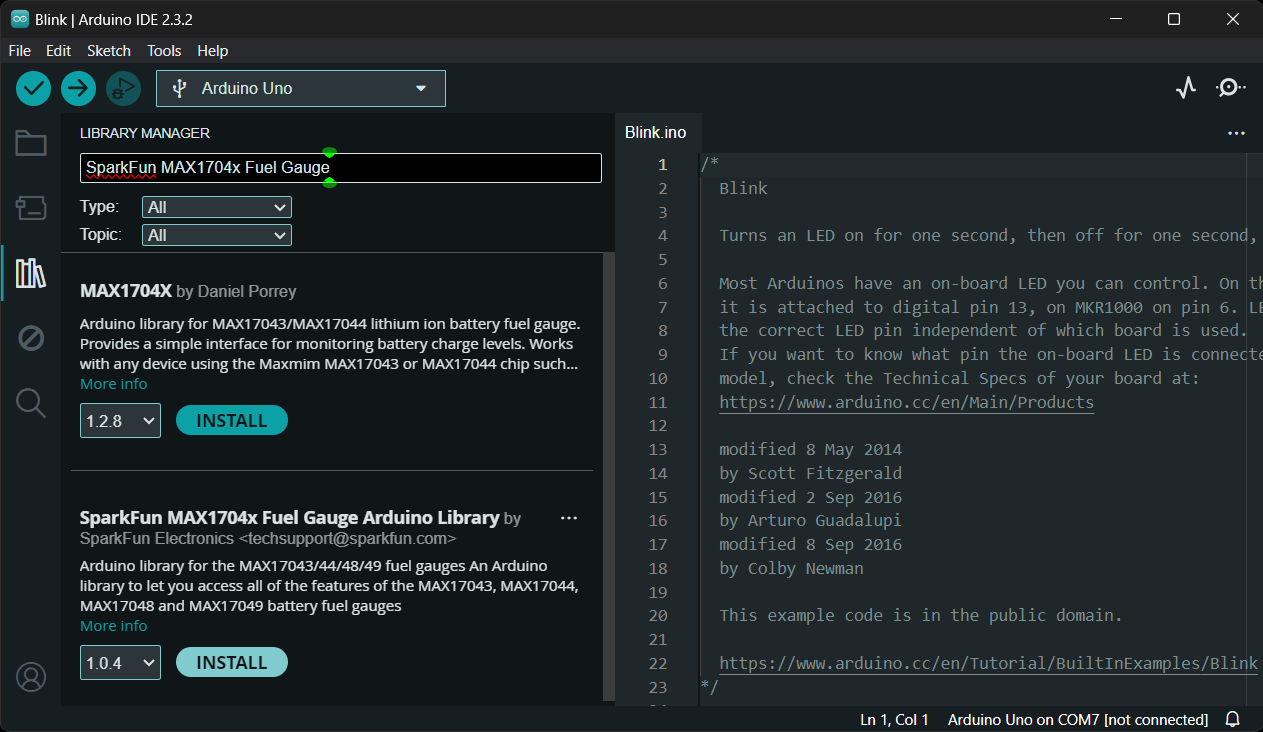 Blink | Arduino IDE 2.3.2
File Edit Sketch Tools Help
Arduino Uno
LIBRARY MANAGER
SparkFun MAX1704x Fuel Gauge
Type: All
Topic: All
MAX1704X by Daniel Porrey
Arduino library for MAX17043/MAX17044 lithium ion battery fuel gauge.
Provides a simple interface for monitoring battery charge levels. Works
with any device using the Maxmim MAX17043 or MAX17044 chip such...
More info
1.2.8 INSTALL
SparkFun MAX1704x Fuel Gauge Arduino Library by
SparkFun Electronics <techsupport@sparkfun.com>
Arduino library for the MAX17043/44/48/49 fuel gauges An Arduino
library to let you access all of the features of the MAX17043, MAX17044,
MAX17048 and MAX17049 battery fuel gauges
More info
1.0.4 INSTALL
Blink.ino
1 /*
2 Blink
3
4 Turns an LED on for one second, then off for one second,
5
6 Most Arduinos have an on-board LED you can control. On th
7 it is attached to digital pin 13, on MKR1000 on pin 6. LE
8 the correct LED pin independent of which board is used.
9 If you want to know what pin the on-board LED is connecte
10 model, check the Technical Specs of your board at:
11 https://www.arduino.cc/en/Main/Products
12
13 modified 8 May 2014
14 by Scott Fitzgerald
15 modified 2 Sep 2016
16 by Arturo Guadalupi
17 modified 8 Sep 2016
18 by Colby Newman
19
20 This example code is in the public domain.
21
22 https://www.arduino.cc/en/Tutorial/BuiltInExamples/Blink
23 */
Ln 1, Col 1 Arduino Uno on COM7 [not connected]